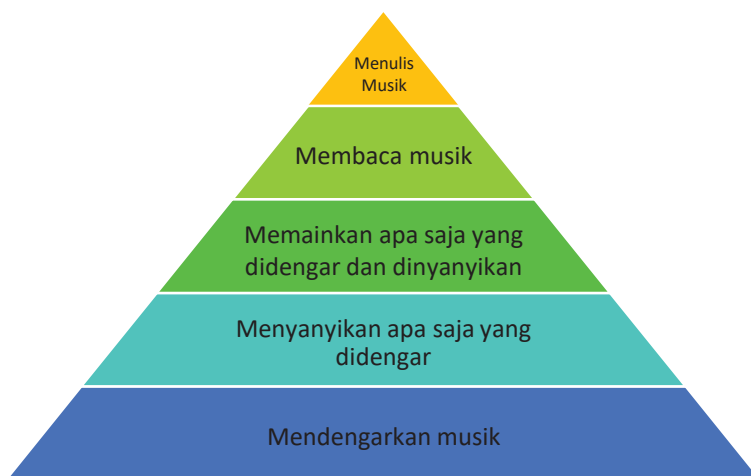 Menulis
Musik
Membaca musik
Memainkan apa saja yang
didengar dan dinyanyikan
Menyanyikan apa saja yang
didengar
Mendengarkan musik